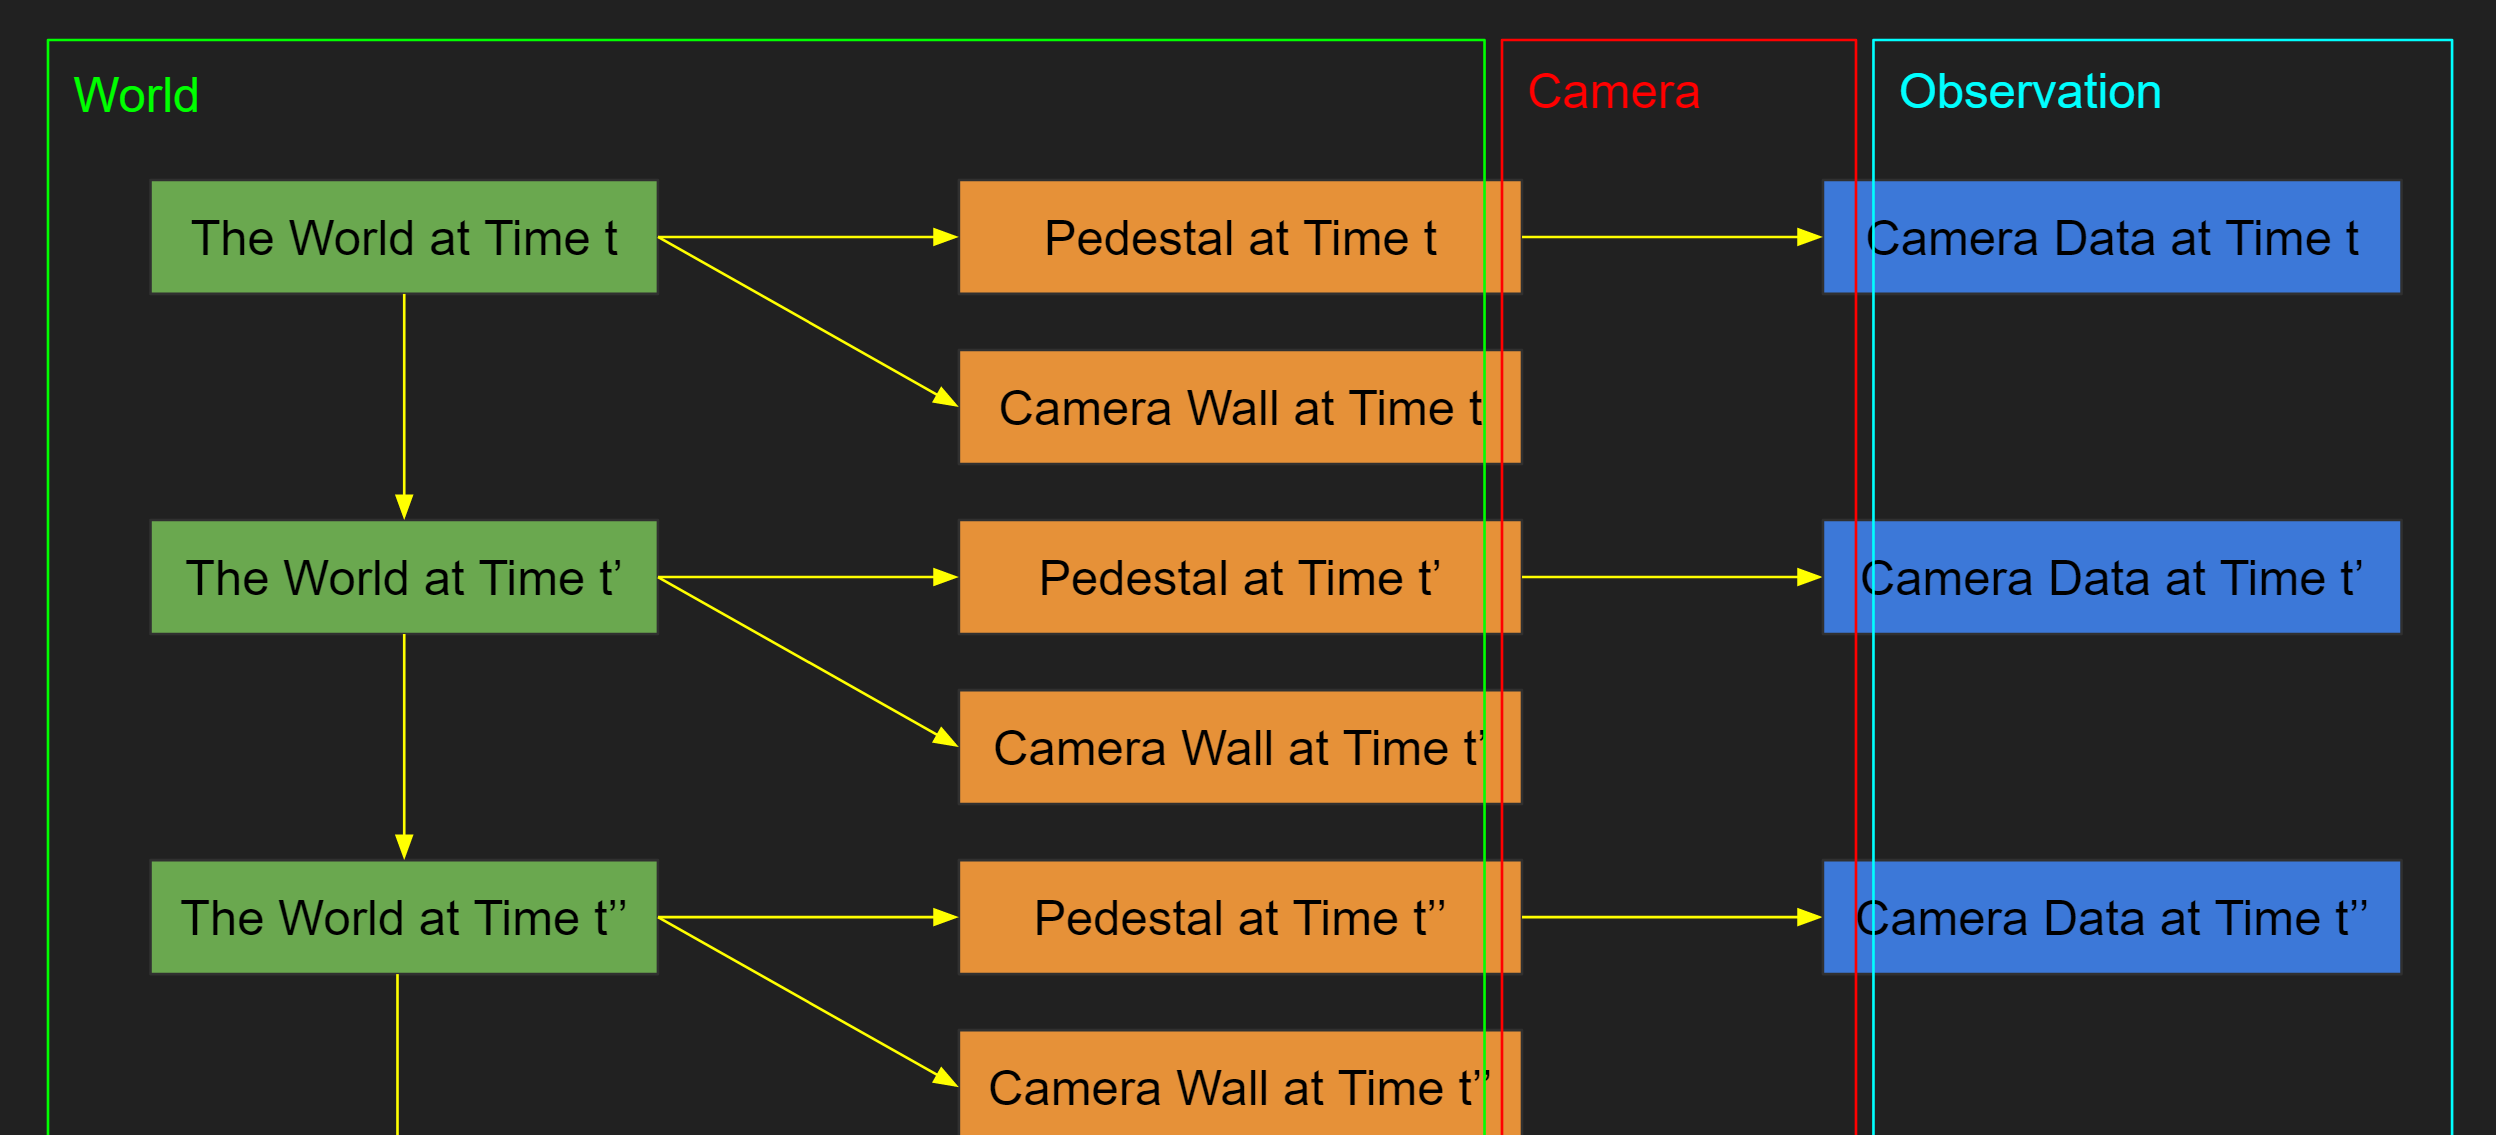 World
Camera
Observation
The World at Time t
Pedestal at Time t
Camera Data at Time t
Camera Wall at Time t
The World at Time t’
Pedestal at Time t’
Camera Data at Time t’
Camera Wall at Time t’
The World at Time t’’
Pedestal at Time t’’
Camera Data at Time t’’
Camera Wall at Time t’’